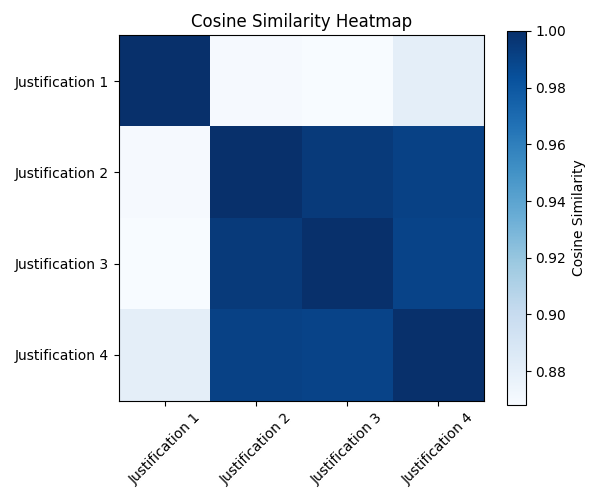 Cosine Similarity Heatmap
Justification 1
Justification 2
Justification 3
Justification 4
Justification 1
Justification 2
Justification 3
Justification 4
1.00
0.98
0.96
0.94
0.92
0.90
0.88
Cosine Similarity